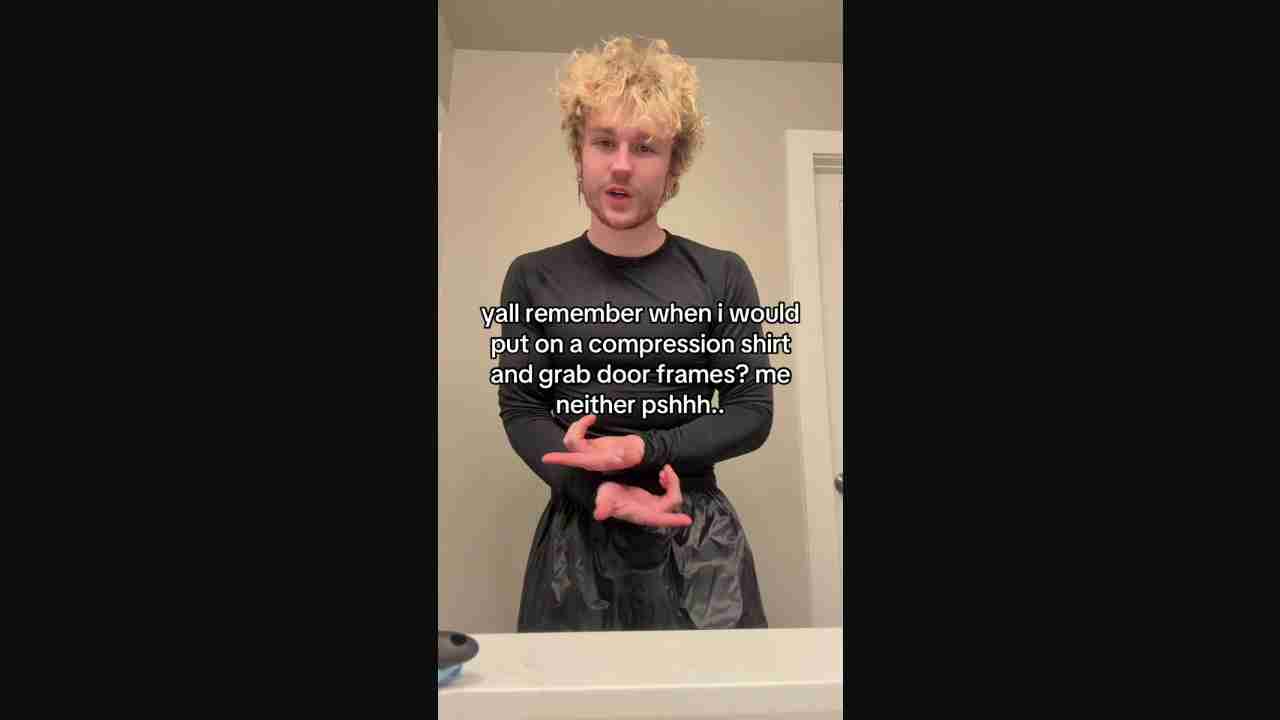 yall remember when i would
put on a compression shirt
and grab door frames? me
neither pshhh..